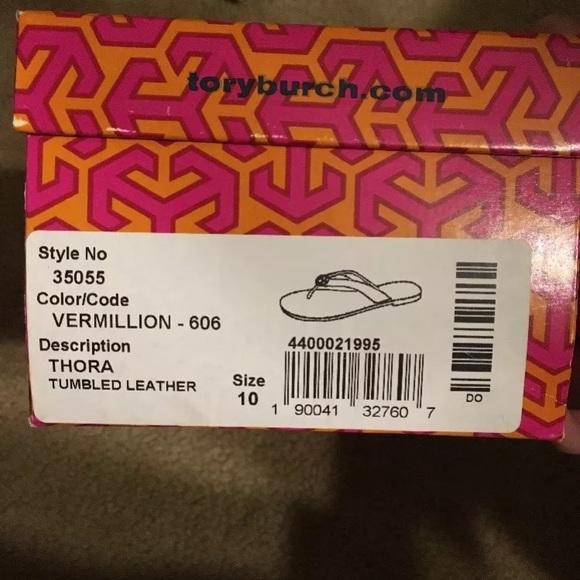 toryburch.com
Style No
35055
Color/Code
VERMILLION - 606
Description
THORA
TUMBLED LEATHER
Size
10
4400021995
1 90041 32760 7
DO